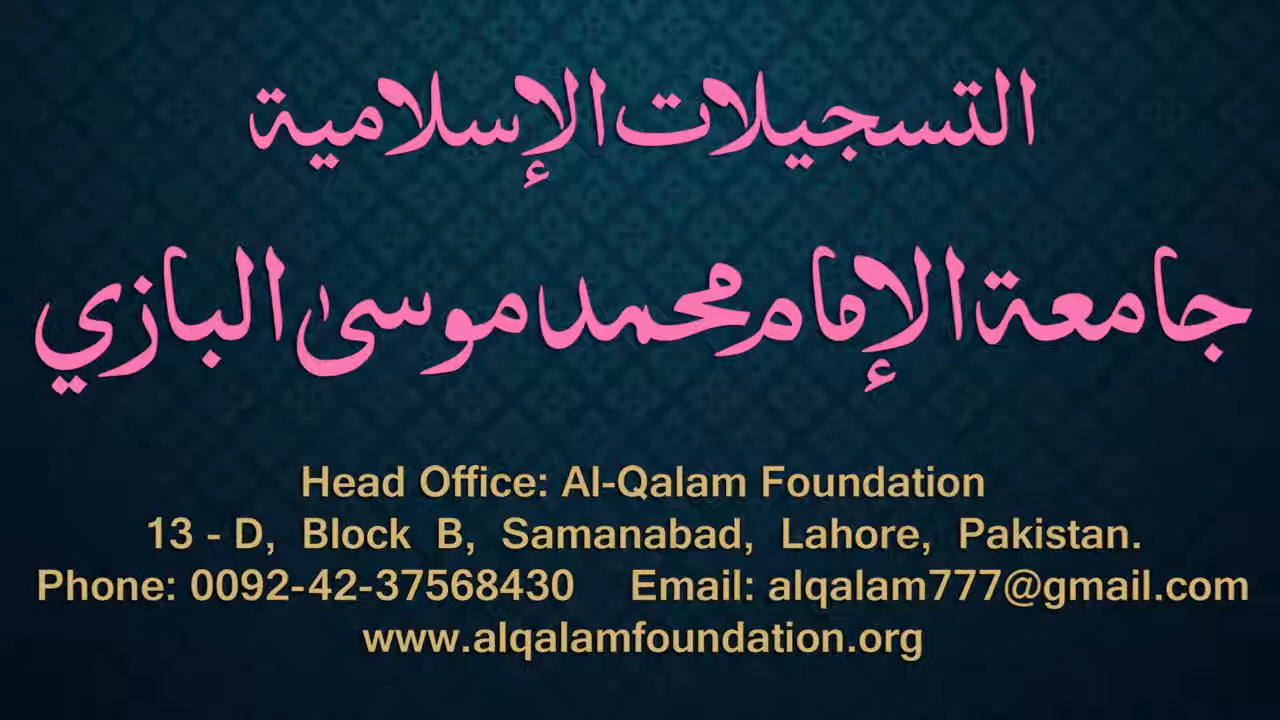 التسجيلات الإسلامية
جامعة الإمام محمد موسىٰ البازي
Head Office: Al-Qalam Foundation
13 - D, Block B, Samanabad, Lahore, Pakistan.
Phone: 0092-42-37568430 Email: alqalam777@gmail.com
www.alqalamfoundation.org